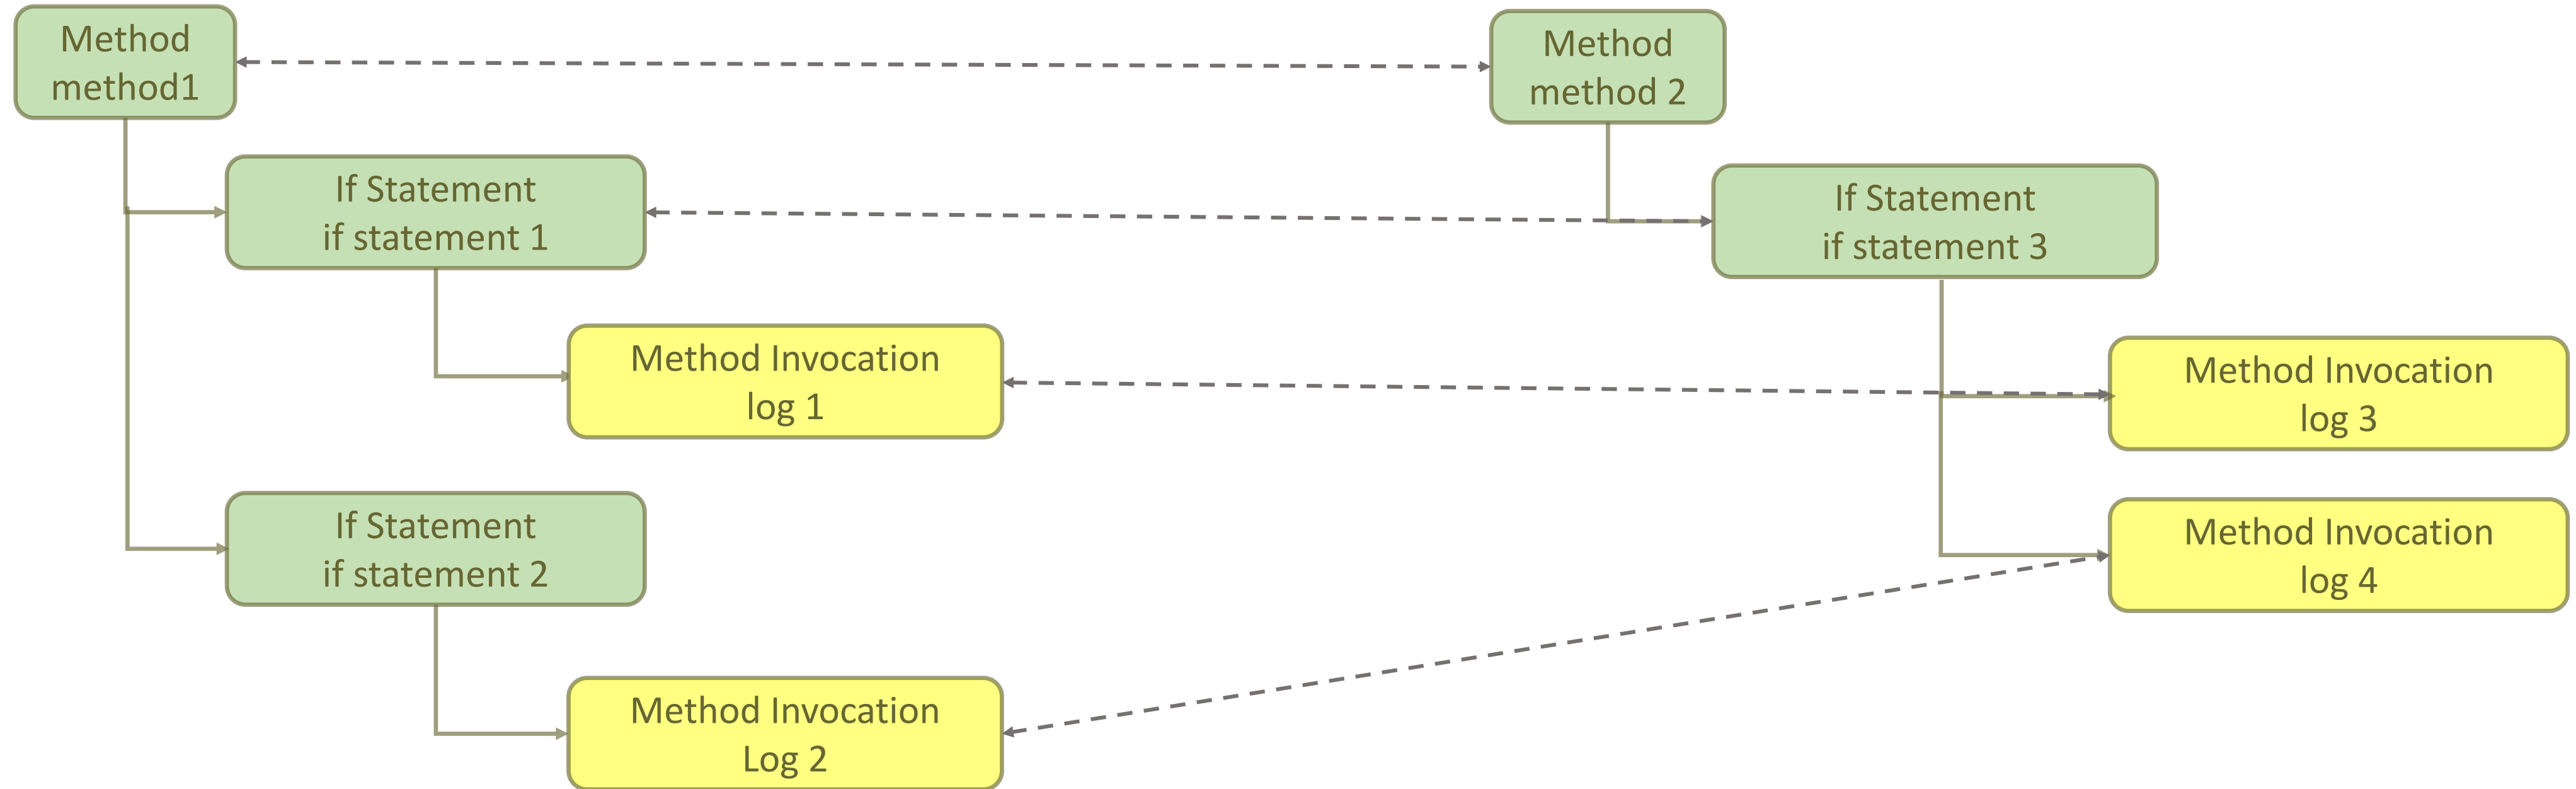 Method
method1
Method
method 2
If Statement
if statement 1
If Statement
if statement 3
Method Invocation
log 1
Method Invocation
log 3
If Statement
if statement 2
Method Invocation
log 4
Method Invocation
Log 2